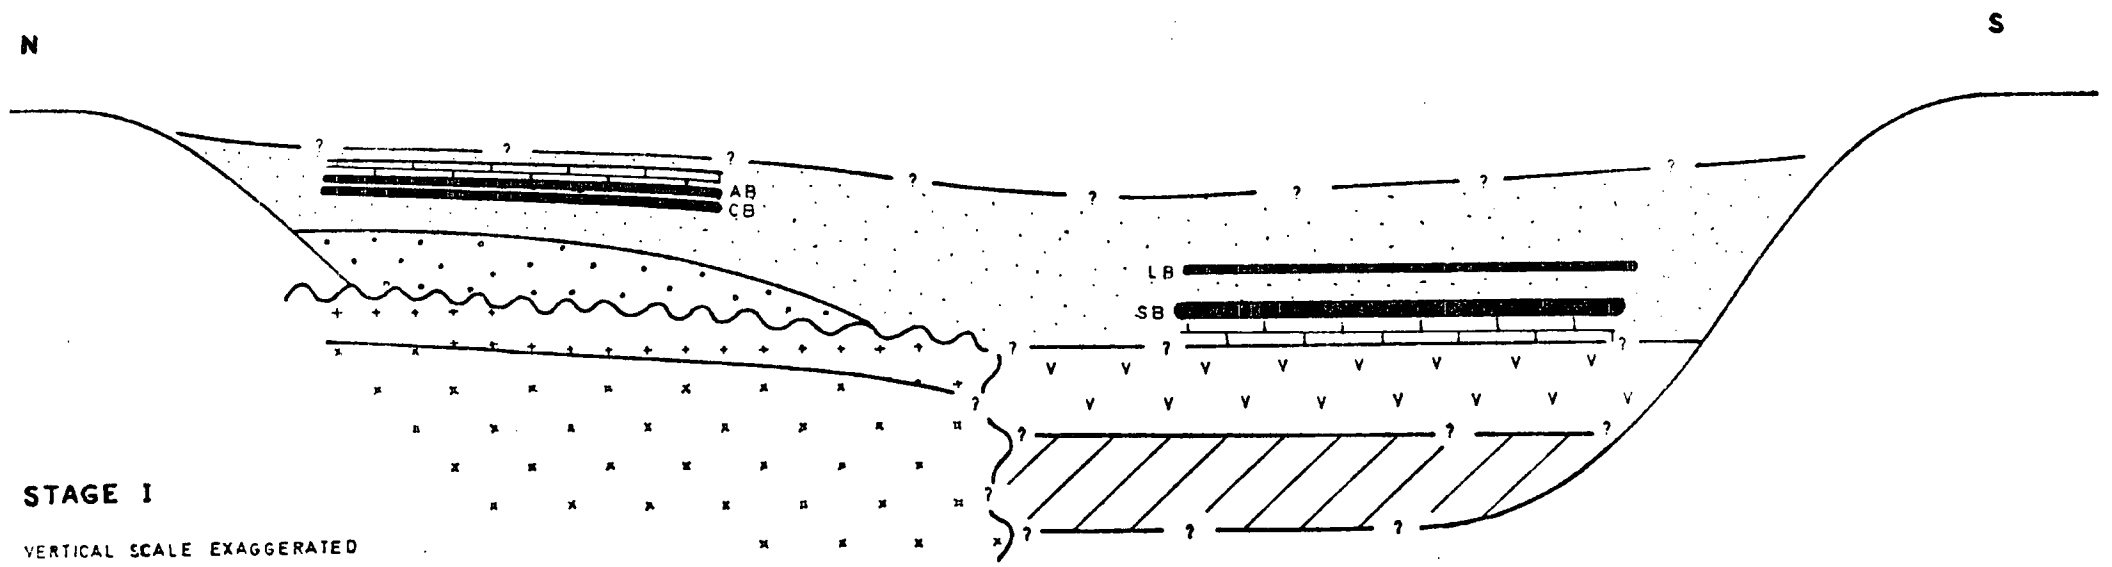 N
S
AB
CB
LB
SB
STAGE I
VERTICAL SCALE EXAGGERATED